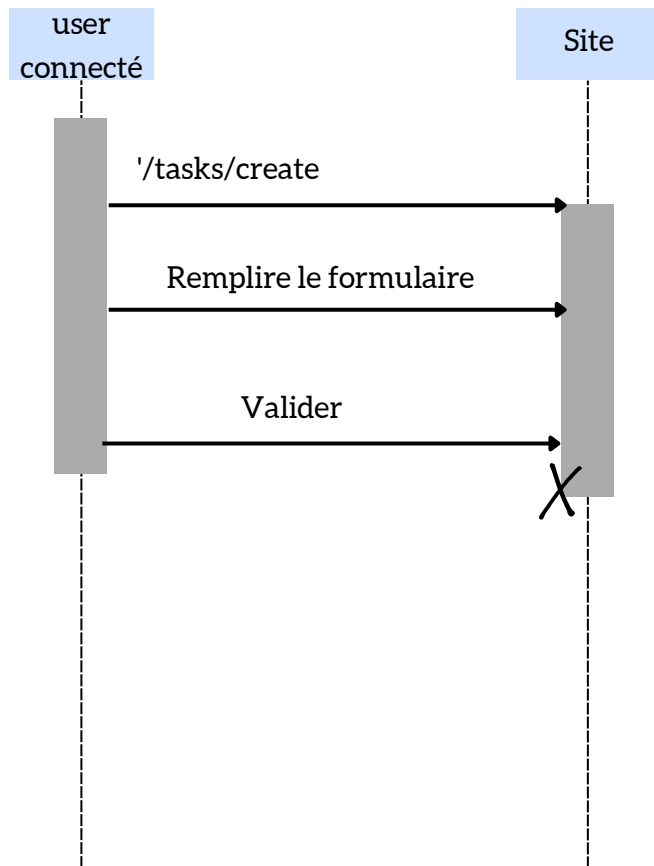 user
connecté
Site
'/tasks/create
Remplire le formulaire
Valider